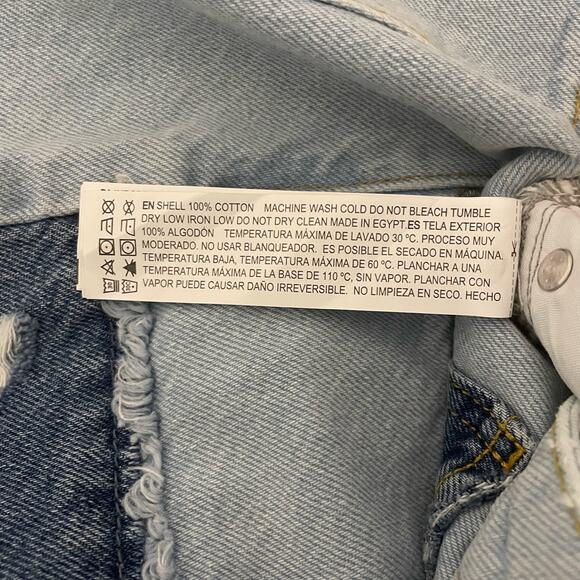 EN SHELL 100% COTTON MACHINE WASH COLD DO NOT BLEACH TUMBLE
DRY LOW IRON LOW DO NOT DRY CLEAN MADE IN EGYPT.ES TELA EXTERIOR
100% ALGODÓN TEMPERATURA MÁXIMA DE LAVADO 30 ºC. PROCESO MUY
MODERADO. NO USAR BLANQUEADOR. ES POSIBLE EL SECADO EN MÁQUINA.
TEMPERATURA BAJA, TEMPERATURA MÁXIMA DE 60 ºC. PLANCHAR A UNA
TEMPERATURA MÁXIMA DE LA BASE DE 110 ºC, SIN VAPOR. PLANCHAR CON
VAPOR PUEDE CAUSAR DAÑO IRREVERSIBLE. NO LIMPIEZA EN SECO. HECHO